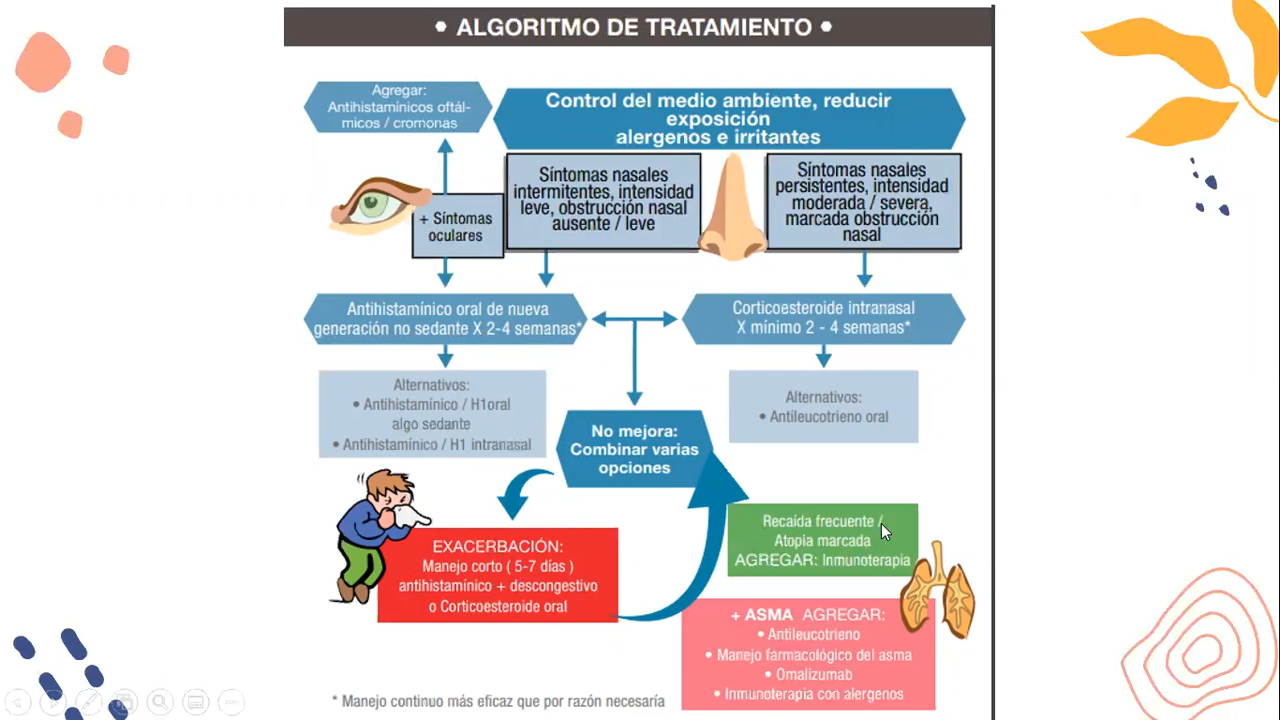 • ALGORITMO DE TRATAMIENTO •
Agregar:
Antihistamínicos oftál-
micos / cromonas
Control del medio ambiente, reducir
exposición
alergenos e irritantes
+ Síntomas
oculares
Síntomas nasales
intermitentes, intensidad
leve, obstrucción nasal
ausente / leve
Síntomas nasales
persistentes, intensidad
moderada / severa,
marcada obstrucción
nasal
Antihistamínico oral de nueva
generación no sedante X 2-4 semanas*
Corticoesteroide intranasal
X mínimo 2 - 4 semanas*
Alternativos:
• Antihistamínico / H1oral
algo sedante
• Antihistamínico / H1 intranasal
Alternativos:
• Antileucotrieno oral
No mejora:
Combinar varias
opciones
EXACERBACIÓN:
Manejo corto ( 5-7 días )
antihistamínico + descongestivo
o Corticoesteroide oral
Recaída frecuente /
Atopia marcada
AGREGAR: Inmunoterapia
+ ASMA AGREGAR:
• Antileucotrieno
• Manejo farmacológico del asma
• Omalizumab
• Inmunoterapia con alergenos
* Manejo continuo más eficaz que por razón necesaria